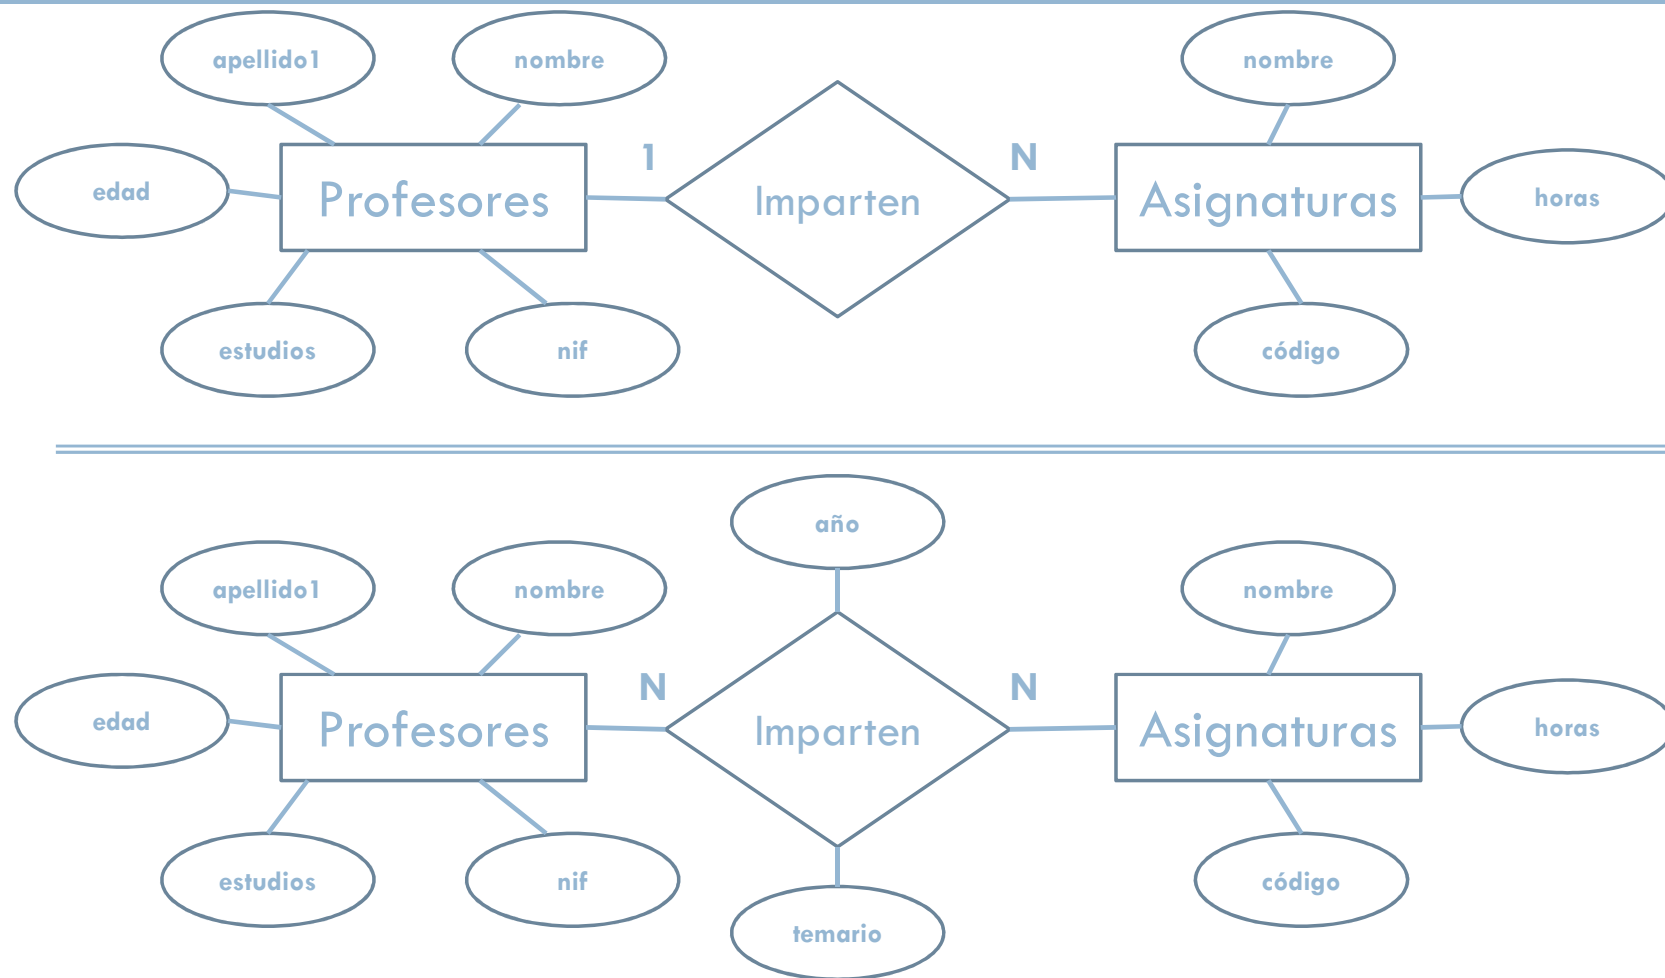 apellido1
nombre
nombre
edad
Profesores
1
Imparten
N
Asignaturas
horas
estudios
nif
código
año
apellido1
nombre
nombre
edad
Profesores
N
Imparten
N
Asignaturas
horas
estudios
nif
código
temario